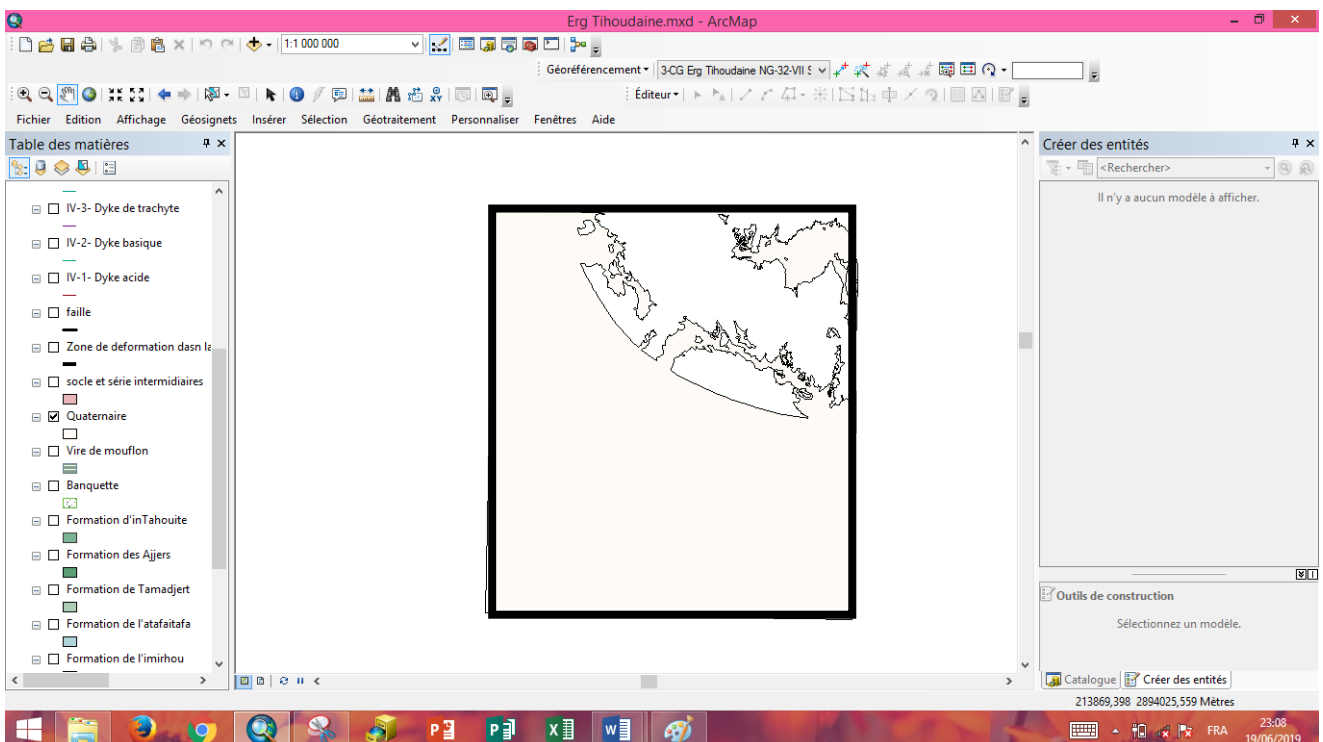 Erg Tihoudaine.mxd - ArcMap
1:1 000 000
Géoréférencement
3-CG Erg Tihoudaine NG-32-VII S
Éditeur
Fichier Edition Affichage Géosignets Insérer Sélection Géotraitement Personnaliser Fenêtres Aide
Table des matières
IV-3- Dyke de trachyte
IV-2- Dyke basique
IV-1- Dyke acide
faille
Zone de deformation dasn la
socle et série intermidiaires
Quaternaire
Vire de mouflon
Banquette
Formation d'inTahouite
Formation des Ajjers
Formation de Tamadjert
Formation de l'atafaitafa
Formation de l'imirhou
Créer des entités
<Rechercher>
Il n'y a aucun modèle à afficher.
Outils de construction
Sélectionnez un modèle.
Catalogue Créer des entités
213869,398 2894025,559 Mètres
FRA
23:08
19/06/2019